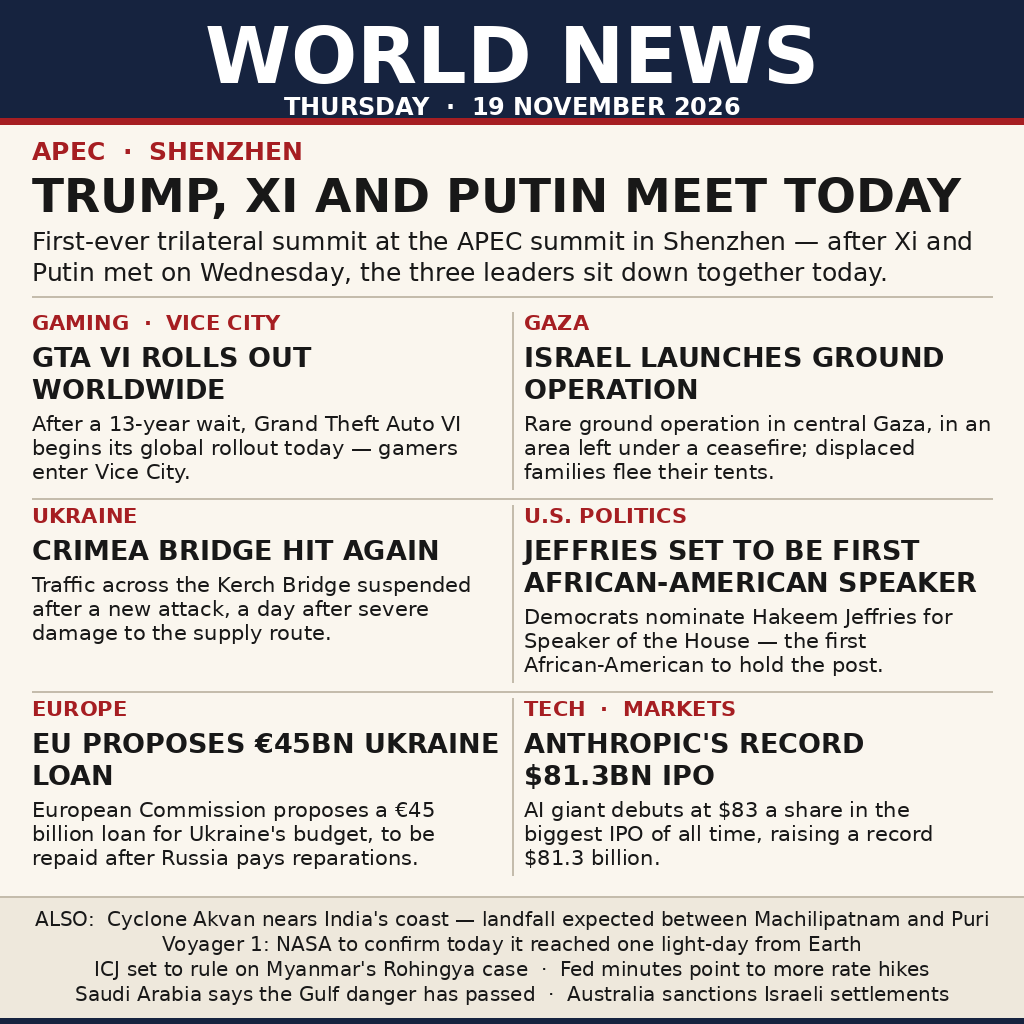 WORLD NEWS
THURSDAY · 19 NOVEMBER 2026
APEC · SHENZHEN
TRUMP, XI AND PUTIN MEET TODAY
First-ever trilateral summit at the APEC summit in Shenzhen — after Xi and
Putin met on Wednesday, the three leaders sit down together today.
GAMING · VICE CITY
GTA VI ROLLS OUT
WORLDWIDE
After a 13-year wait, Grand Theft Auto VI
begins its global rollout today — gamers
enter Vice City.
GAZA
ISRAEL LAUNCHES GROUND
OPERATION
Rare ground operation in central Gaza, in an
area left under a ceasefire; displaced
families flee their tents.
UKRAINE
CRIMEA BRIDGE HIT AGAIN
Traffic across the Kerch Bridge suspended
after a new attack, a day after severe
damage to the supply route.
U.S. POLITICS
JEFFRIES SET TO BE FIRST
AFRICAN-AMERICAN SPEAKER
Democrats nominate Hakeem Jeffries for
Speaker of the House — the first
African-American to hold the post.
EUROPE
EU PROPOSES €45BN UKRAINE
LOAN
European Commission proposes a €45
billion loan for Ukraine's budget, to be
repaid after Russia pays reparations.
TECH · MARKETS
ANTHROPIC'S RECORD
$81.3BN IPO
AI giant debuts at $83 a share in the
biggest IPO of all time, raising a record
$81.3 billion.
ALSO: Cyclone Akvan nears India's coast — landfall expected between Machilipatnam and Puri
Voyager 1: NASA to confirm today it reached one light-day from Earth
ICJ set to rule on Myanmar's Rohingya case · Fed minutes point to more rate hikes
Saudi Arabia says the Gulf danger has passed · Australia sanctions Israeli settlements